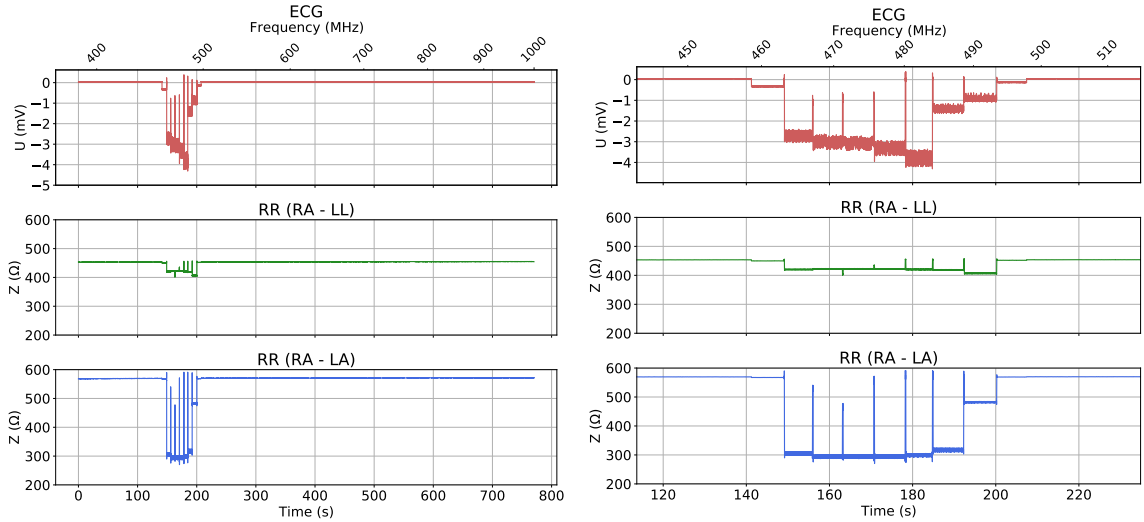 ECG
Frequency (MHz)
400 500 600 700 800 900 1000
U (mV)
0
−1
−2
−3
−4
−5
RR (RA - LL)
Z (Ω)
600
500
400
300
200
RR (RA - LA)
Z (Ω)
600
500
400
300
200
0 100 200 300 400 500 600 700 800
Time (s)
ECG
Frequency (MHz)
450 460 470 480 490 500 510
U (mV)
0
−1
−2
−3
−4
RR (RA - LL)
Z (Ω)
600
500
400
300
200
RR (RA - LA)
Z (Ω)
600
500
400
300
200
120 140 160 180 200 220
Time (s)